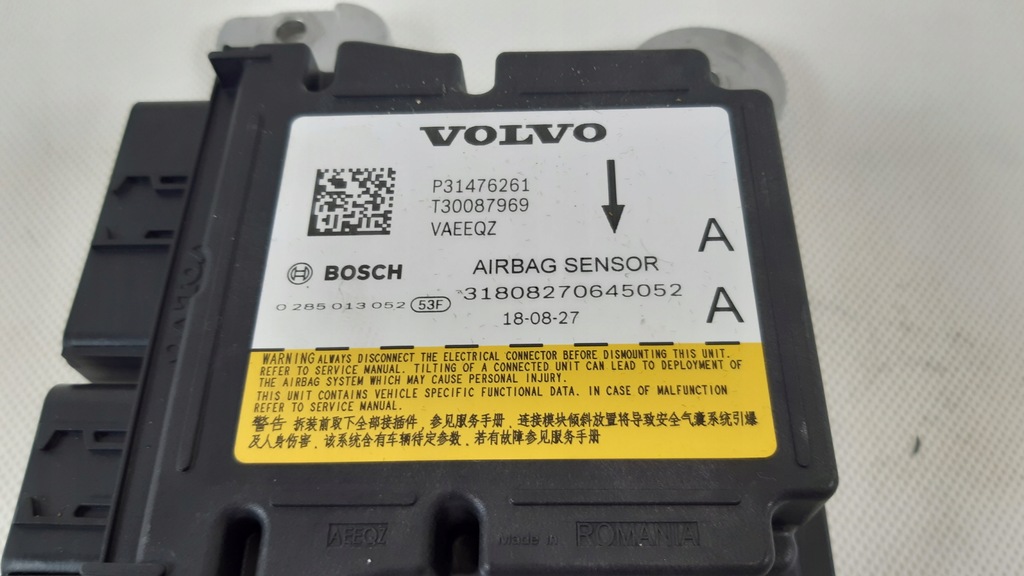 VOLVO
P31476261
T30087969
VAEEQZ
A
BOSCH
AIRBAG SENSOR
31808270645052
0 285 013 052 53F
18-08-27
A
WARNING ALWAYS DISCONNECT THE ELECTRICAL CONNECTOR BEFORE DISMOUNTING THIS UNIT.
REFER TO SERVICE MANUAL. TILTING OF A CONNECTED UNIT CAN LEAD TO DEPLOYMENT OF
THE AIRBAG SYSTEM WHICH MAY CAUSE PERSONAL INJURY.
THIS UNIT CONTAINS VEHICLE SPECIFIC FUNCTIONAL DATA. IN CASE OF MALFUNCTION
REFER TO SERVICE MANUAL.
警告 拆装前取下全部接插件, 参见服务手册, 连接模块倾斜放置将导致安全气囊系统引爆
及人身伤害, 该系统含有车辆特定参数, 若有故障参见服务手册
AEEQZ
Made in ROMANIA